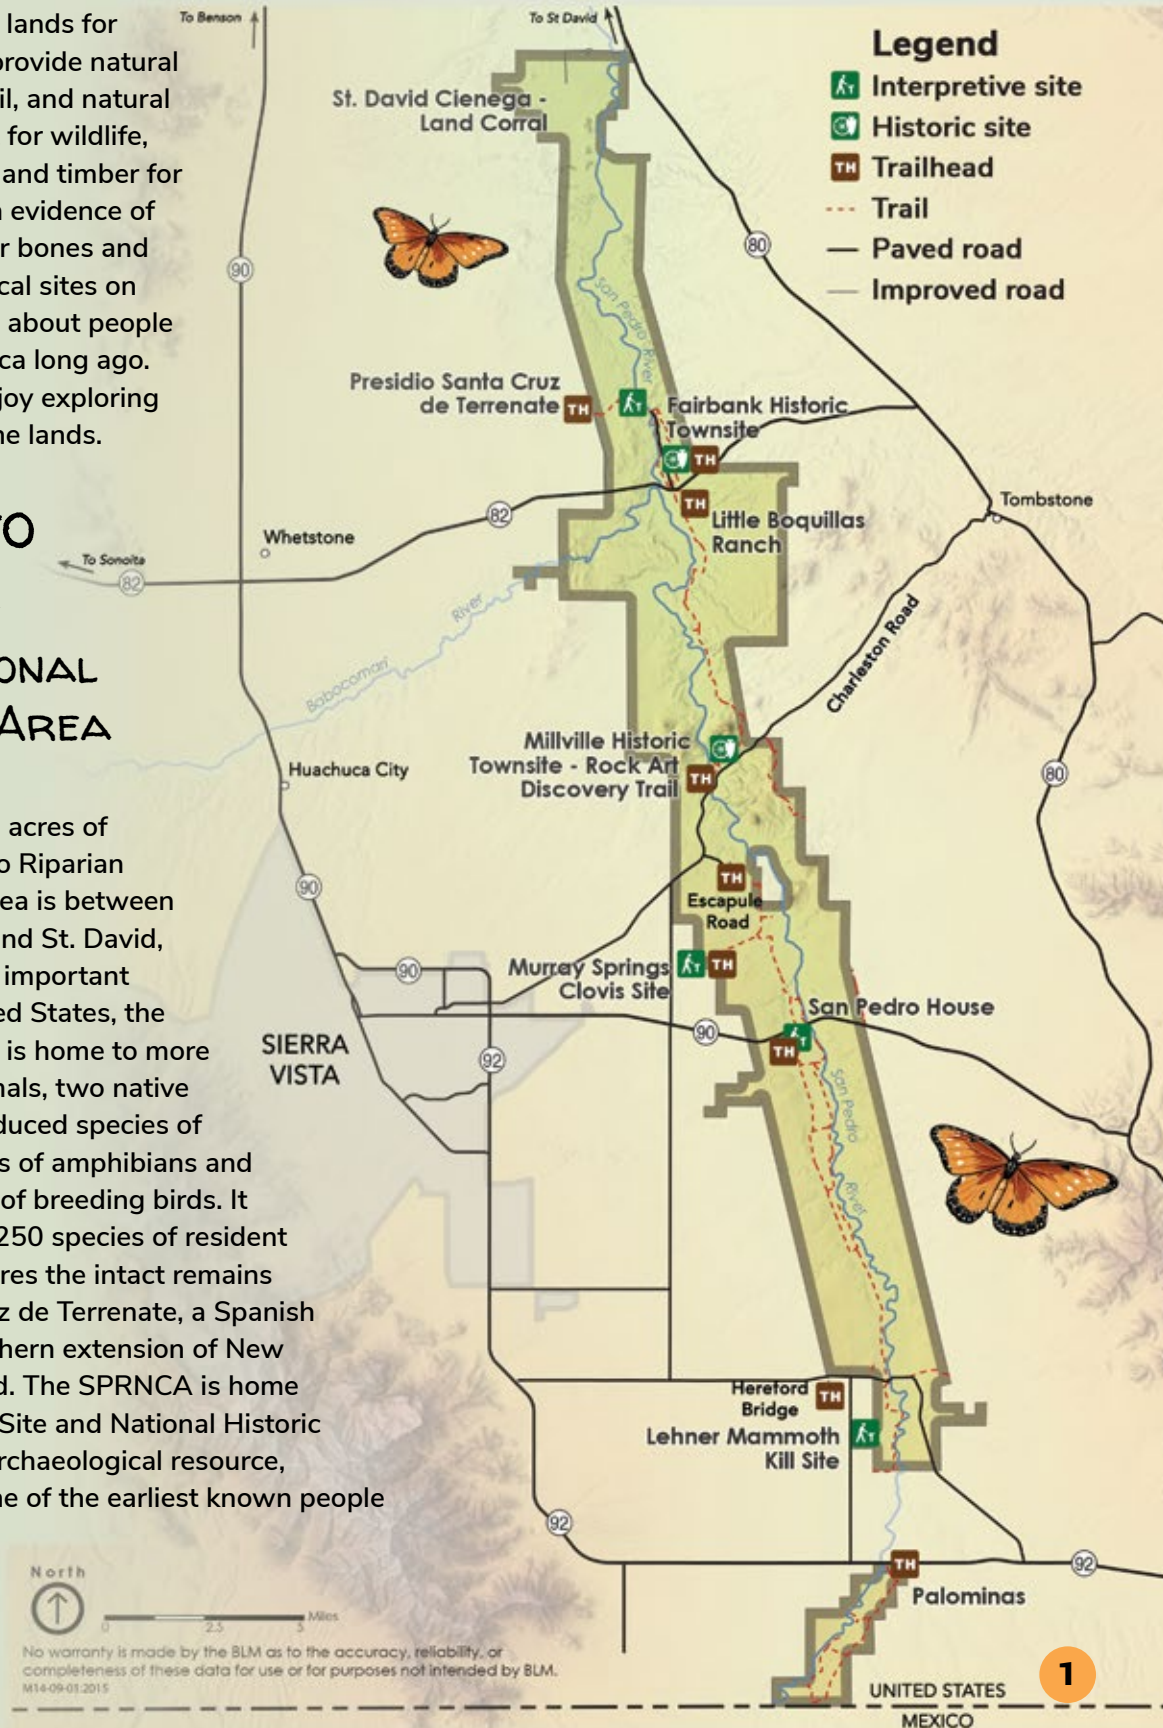 lands for
provide natural
il, and natural
for wildlife,
and timber for
evidence of
r bones and
cal sites on
about people
ca long ago.
joy exploring
he lands.
TO
ONAL
AREA
acres of
o Riparian
ea is between
nd St. David,
important
ed States, the
is home to more
nals, two native
duced species of
s of amphibians and
of breeding birds. It
250 species of resident
res the intact remains
z de Terrenate, a Spanish
hern extension of New
d. The SPRNCA is home
Site and National Historic
rchaeological resource,
ne of the earliest known people
To Benson
To St David
Legend
Interpretive site
Historic site
TH Trailhead
Trail
Paved road
Improved road
St. David Cienega -
Land Corral
90
80
San Pedro River
Presidio Santa Cruz
de Terrenate
TH
Fairbank Historic
Townsite
TH
TH
Little Boquillas
Ranch
82
Whetstone
To Sonoita
82
Tombstone
Babocomari River
Charleston Road
Millville Historic
Townsite - Rock Art
Discovery Trail
TH
Huachuca City
80
90
TH
Escapule
Road
90
Murray Springs
Clovis Site
TH
San Pedro House
90
TH
SIERRA
VISTA
92
San Pedro River
Hereford
Bridge
TH
Lehner Mammoth
Kill Site
92
TH
92
Palominas
North
0 2.5 5 Miles
No warranty is made by the BLM as to the accuracy, reliability, or
completeness of these data for use or for purposes not intended by BLM.
M14-09-01:2015
1
UNITED STATES
MEXICO